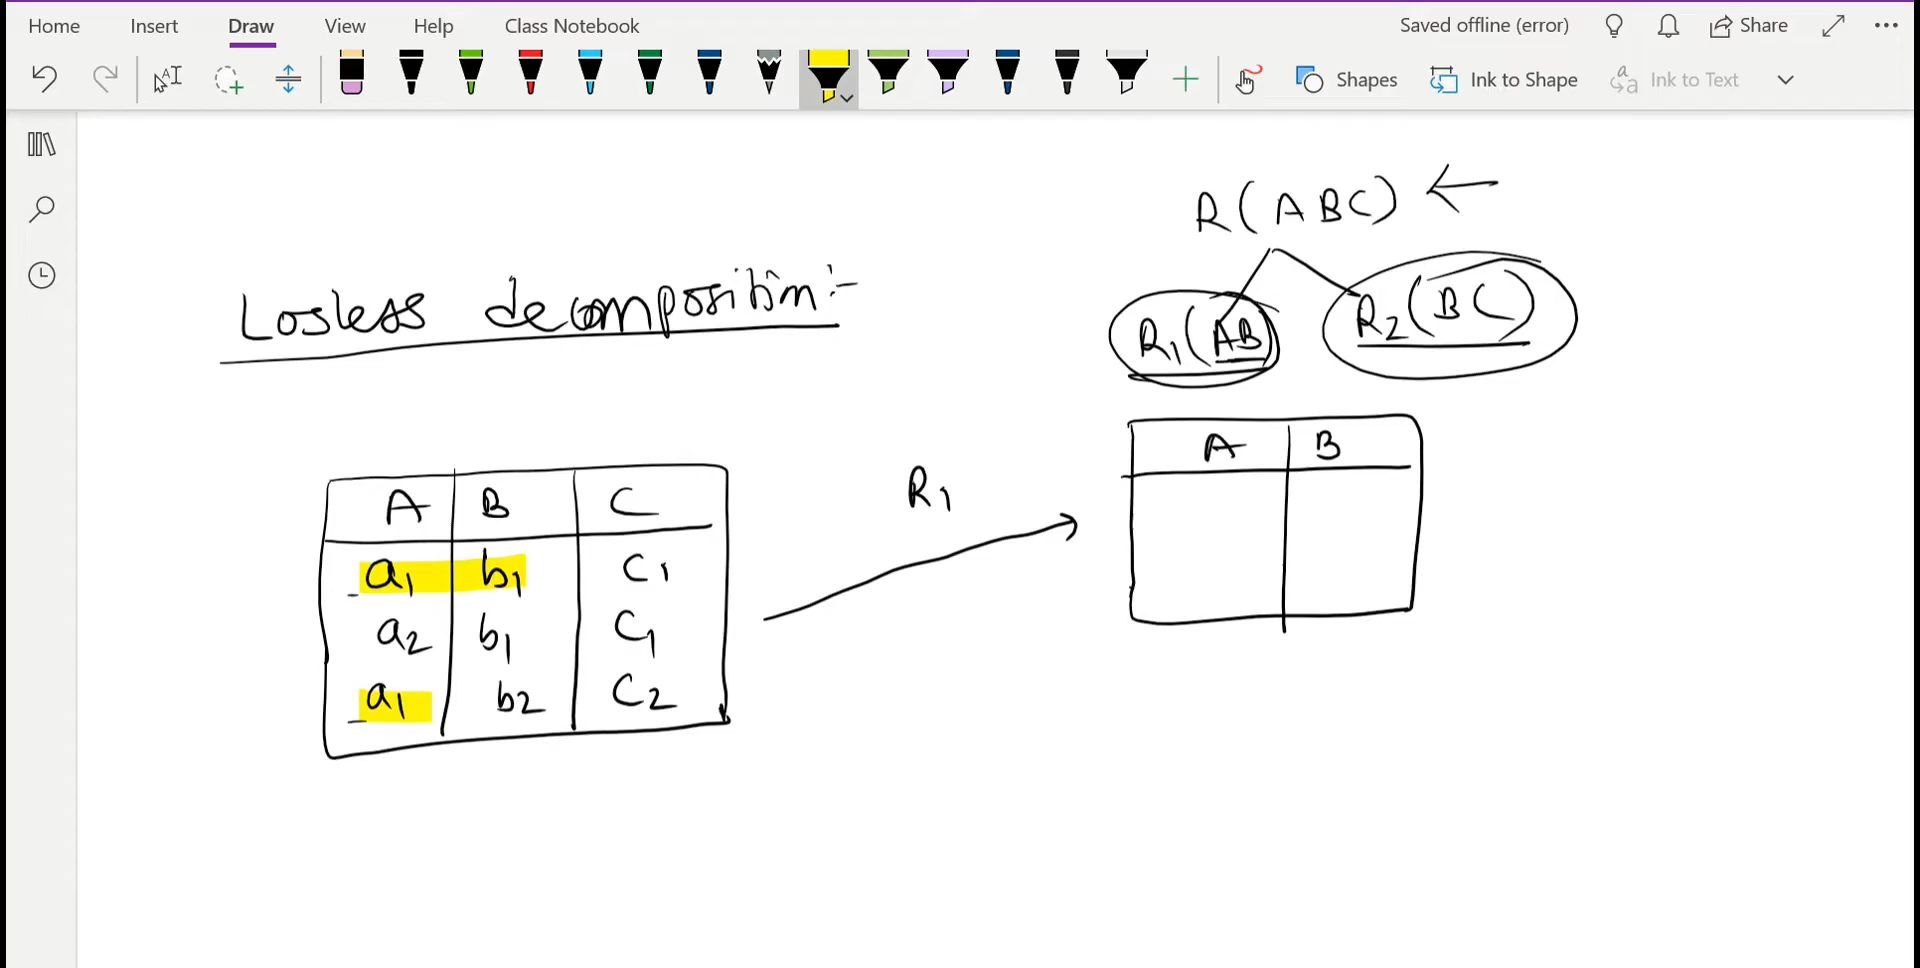 Home Insert Draw View Help Class Notebook Saved offline (error) Share
Shapes Ink to Shape Ink to Text
R(ABC) ←
Losless decomposition:-
R1(AB) R2(BC)
A B
R1
A B C
a1 b1 C1
a2 b1 C1
a1 b2 C2